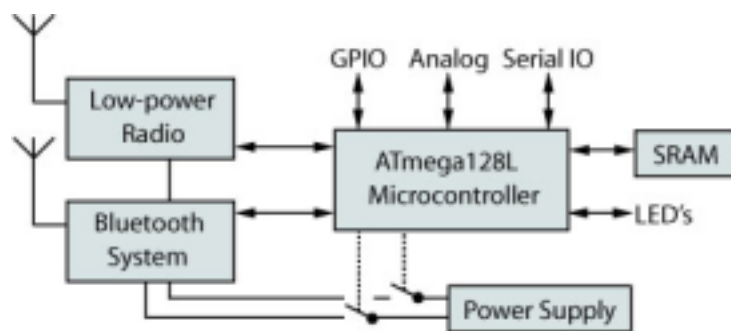 GPIO Analog Serial IO
Low-power
Radio
ATmega128L
Microcontroller
SRAM
LED's
Bluetooth
System
Power Supply